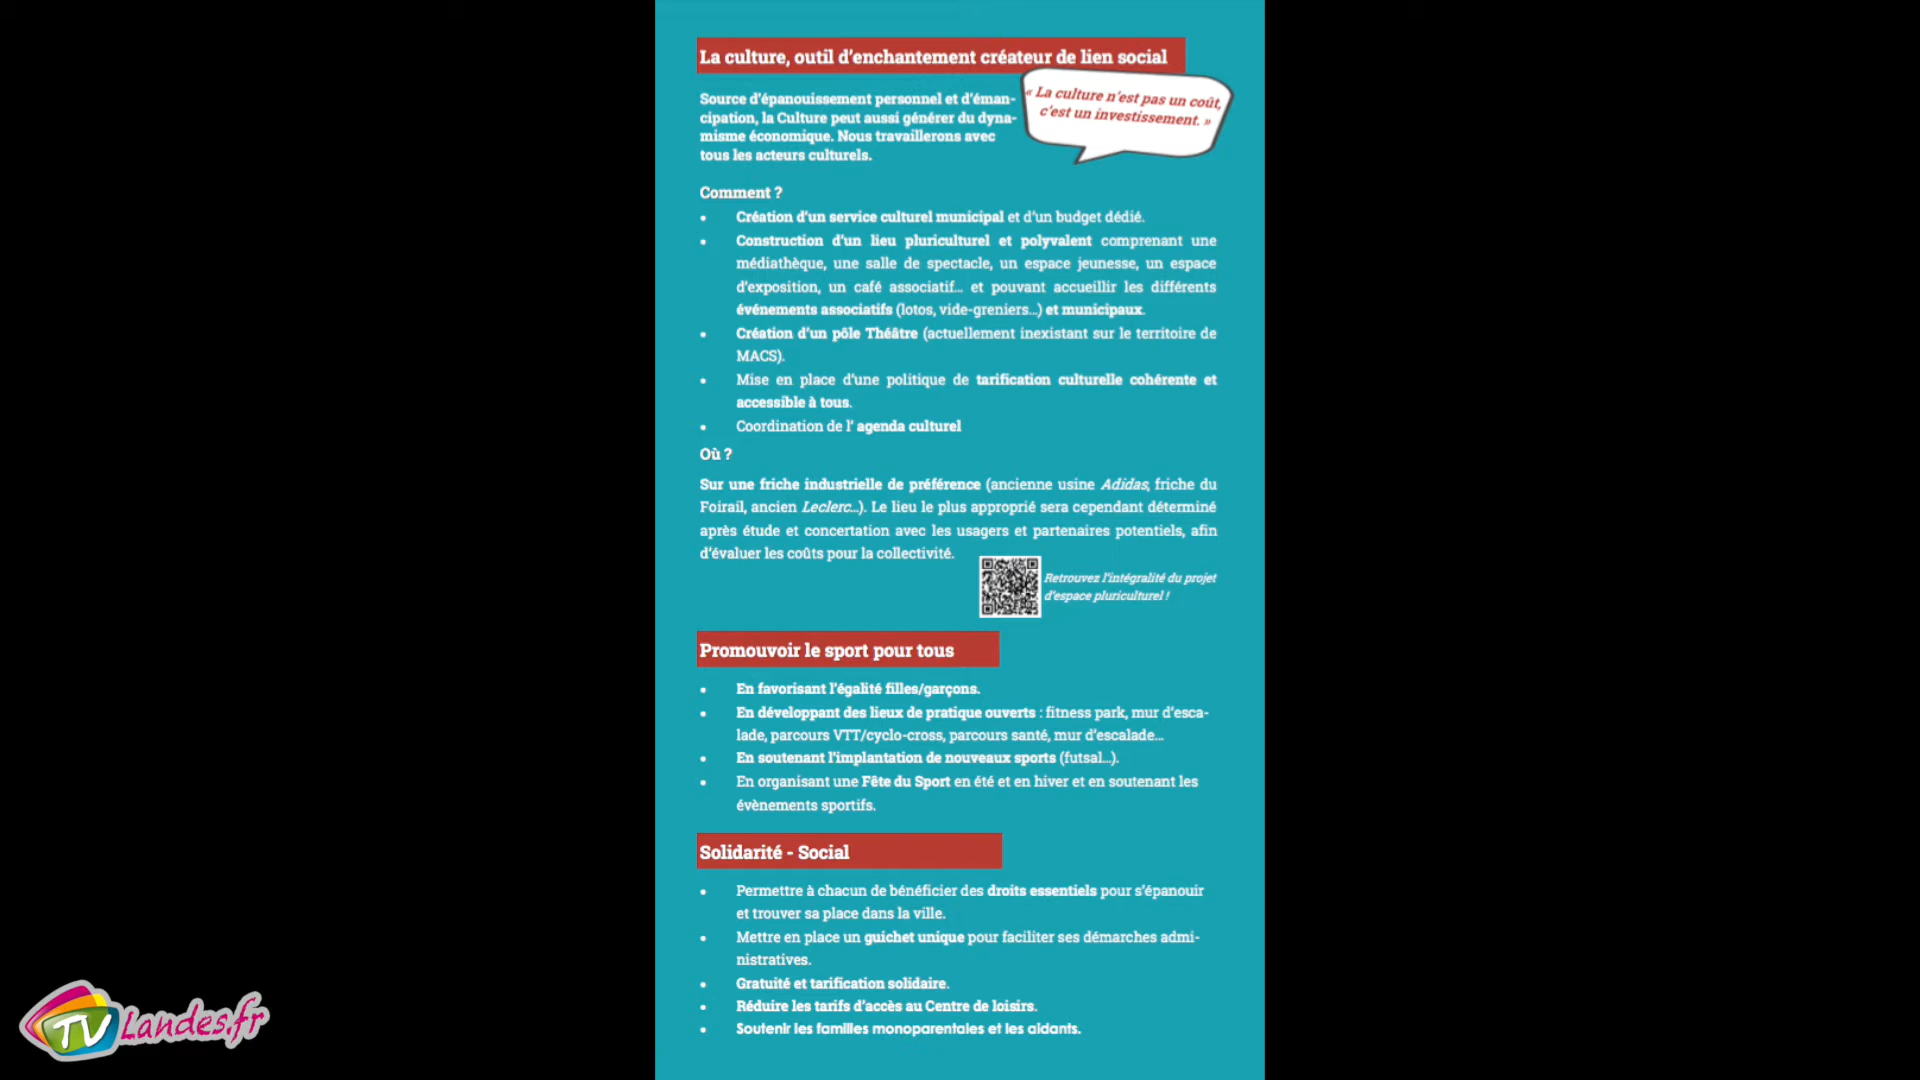 La culture, outil d'enchantement créateur de lien social
« La culture n'est pas un coût,
c'est un investissement. »
Source d'épanouissement personnel et d'éman-
cipation, la Culture peut aussi générer du dyna-
misme économique. Nous travaillerons avec
tous les acteurs culturels.
Comment ?
• Création d'un service culturel municipal et d'un budget dédié.
• Construction d'un lieu pluriculturel et polyvalent comprenant une
médiathèque, une salle de spectacle, un espace jeunesse, un espace
d'exposition, un café associatif... et pouvant accueillir les différents
événements associatifs (lotos, vide-greniers...) et municipaux.
• Création d'un pôle Théâtre (actuellement inexistant sur le territoire de
MACS).
• Mise en place d'une politique de tarification culturelle cohérente et
accessible à tous.
• Coordination de l' agenda culturel
Où ?
Sur une friche industrielle de préférence (ancienne usine Adidas, friche du
Foirail, ancien Leclerc...). Le lieu le plus approprié sera cependant déterminé
après étude et concertation avec les usagers et partenaires potentiels, afin
d'évaluer les coûts pour la collectivité.
Retrouvez l'intégralité du projet
d'espace pluriculturel !
Promouvoir le sport pour tous
• En favorisant l'égalité filles/garçons.
• En développant des lieux de pratique ouverts : fitness park, mur d'esca-
lade, parcours VTT/cyclo-cross, parcours santé, mur d'escalade...
• En soutenant l'implantation de nouveaux sports (futsal...).
• En organisant une Fête du Sport en été et en hiver et en soutenant les
évènements sportifs.
Solidarité - Social
• Permettre à chacun de bénéficier des droits essentiels pour s'épanouir
et trouver sa place dans la ville.
• Mettre en place un guichet unique pour faciliter ses démarches admi-
nistratives.
• Gratuité et tarification solidaire.
• Réduire les tarifs d'accès au Centre de loisirs.
• Soutenir les familles monoparentales et les aidants.
TV Landes.fr